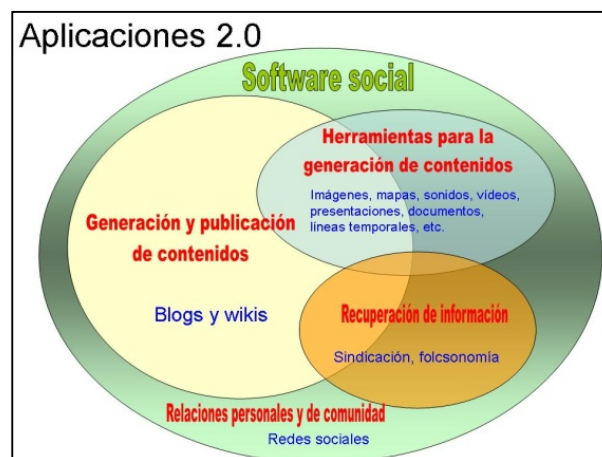 Aplicaciones 2.0
Software social
Herramientas para la
generación de contenidos
Imágenes, mapas, sonidos, vídeos,
presentaciones, documentos,
líneas temporales, etc.
Generación y publicación
de contenidos
Blogs y wikis
Recuperación de información
Sindicación, folcsonomía
Relaciones personales y de comunidad
Redes sociales